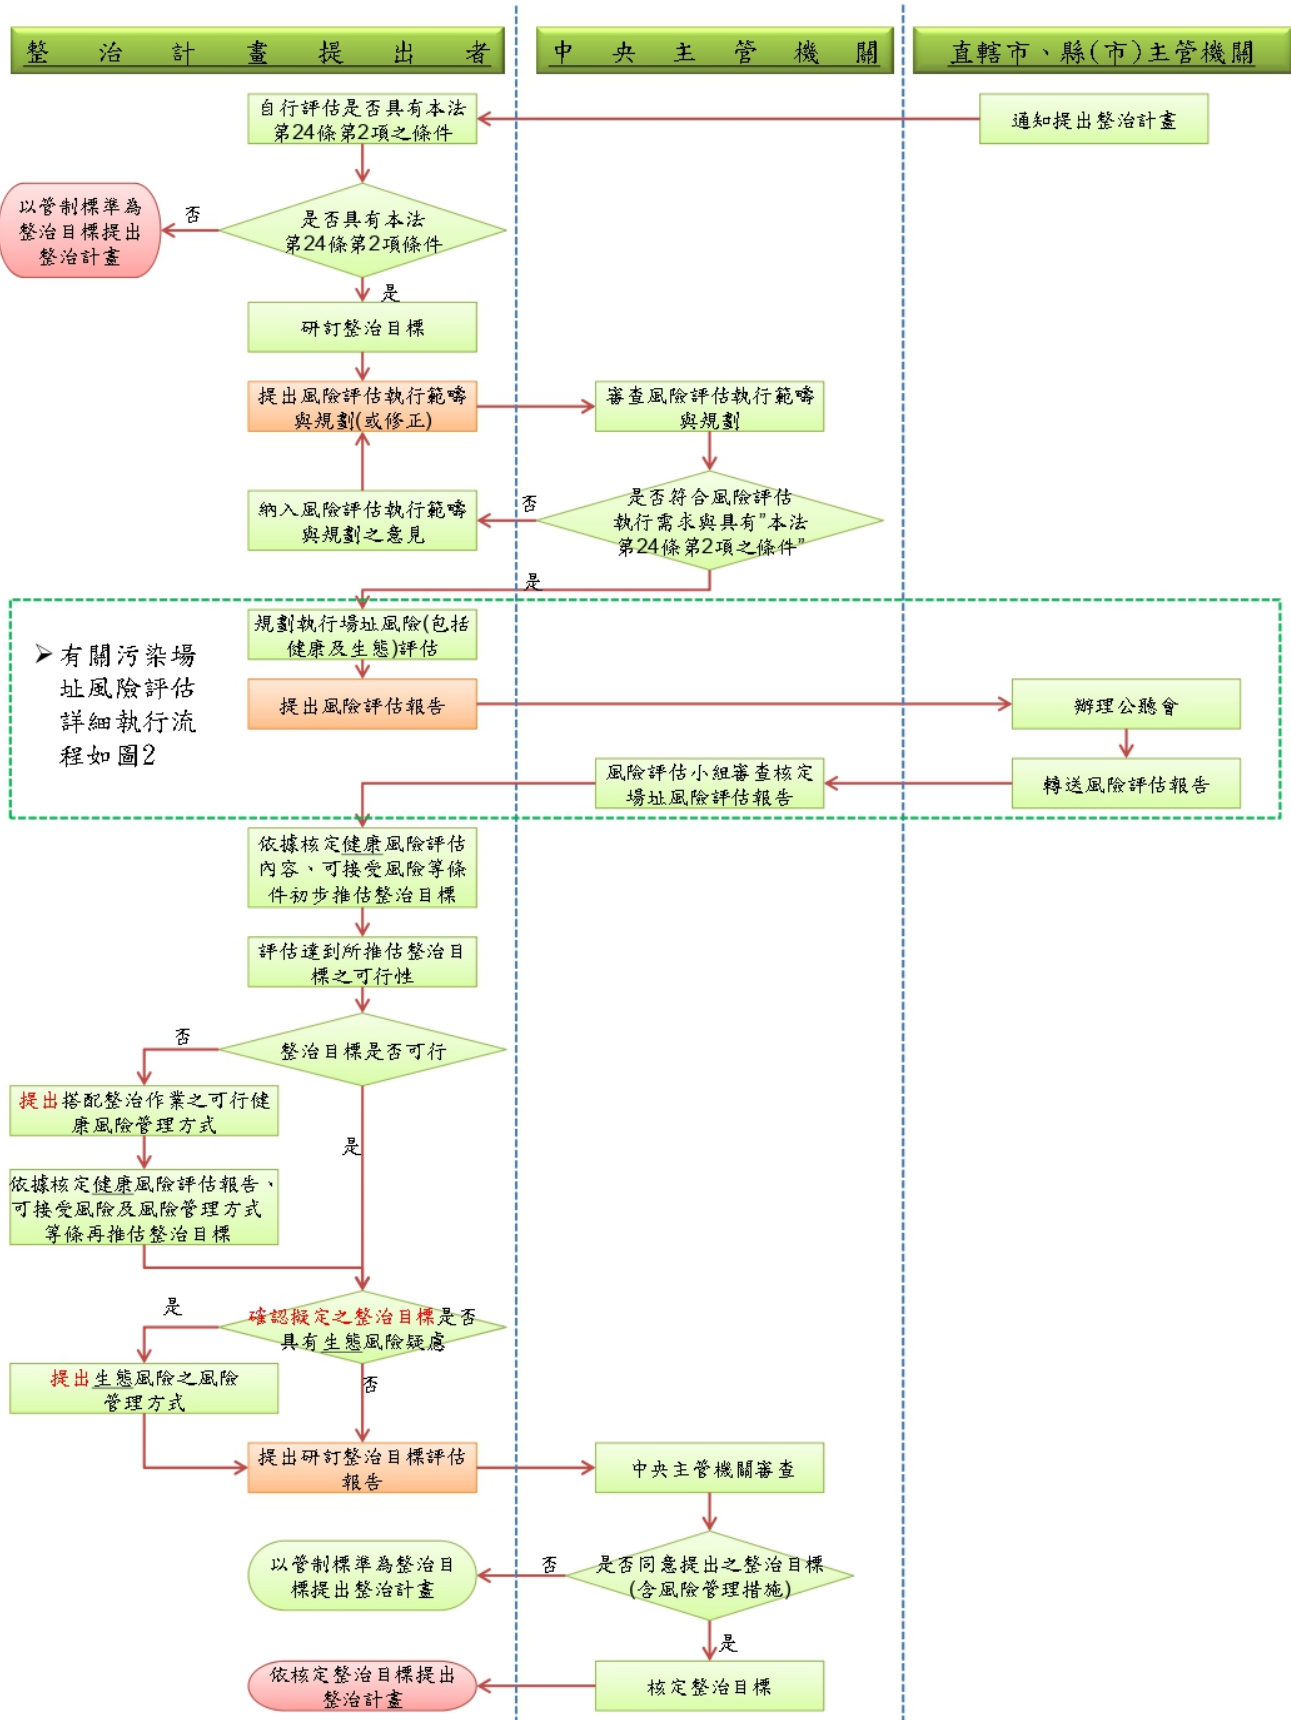 整治計畫提出者
中央主管機關
直轄市、縣(市)主管機關
自行評估是否具有本法
第24條第2項之條件
通知提出整治計畫
是否具有本法
第24條第2項條件
否
以管制標準為
整治目標提出
整治計畫
是
研訂整治目標
提出風險評估執行範疇
與規劃(或修正)
審查風險評估執行範疇
與規劃
是否符合風險評估
執行需求與具有”本法
第24條第2項之條件”
否
納入風險評估執行範疇
與規劃之意見
是
➢有關污染場
址風險評估
詳細執行流
程如圖2
規劃執行場址風險(包括
健康及生態)評估
提出風險評估報告
辦理公聽會
轉送風險評估報告
風險評估小組審查核定
場址風險評估報告
依據核定健康風險評估
內容、可接受風險等條
件初步推估整治目標
評估達到所推估整治目
標之可行性
整治目標是否可行
否
提出搭配整治作業之可行健
康風險管理方式
是
依據核定健康風險評估報告、
可接受風險及風險管理方式
等條再推估整治目標
確認擬定之整治目標是否
具有生態風險疑慮
是
提出生態風險之風險
管理方式
否
提出研訂整治目標評估
報告
中央主管機關審查
是否同意提出之整治目標
(含風險管理措施)
否
以管制標準為整治目
標提出整治計畫
是
核定整治目標
依核定整治目標提出
整治計畫